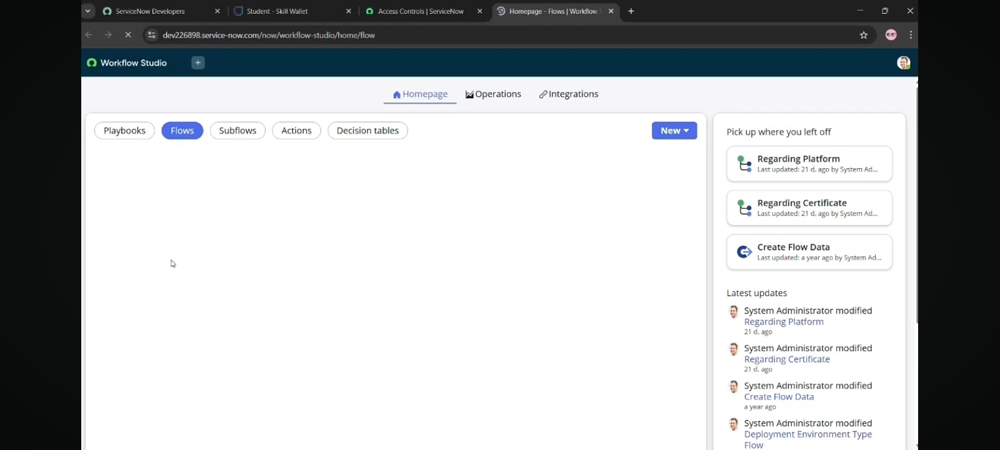 ServiceNow Developers
Student - Skill Wallet
Access Controls | ServiceNow
Homepage - Flows | Workflow
dev226898.service-now.com/now/workflow-studio/home/flow
Workflow Studio
Homepage
Operations
Integrations
Playbooks
Flows
Subflows
Actions
Decision tables
New
Pick up where you left off
Regarding Platform
Last updated: 21 d. ago by System Ad...
Regarding Certificate
Last updated: 21 d. ago by System Ad...
Create Flow Data
Last updated: a year ago by System Ad...
Latest updates
System Administrator modified
Regarding Platform
21 d. ago
System Administrator modified
Regarding Certificate
21 d. ago
System Administrator modified
Create Flow Data
a year ago
System Administrator modified
Deployment Environment Type
Flow